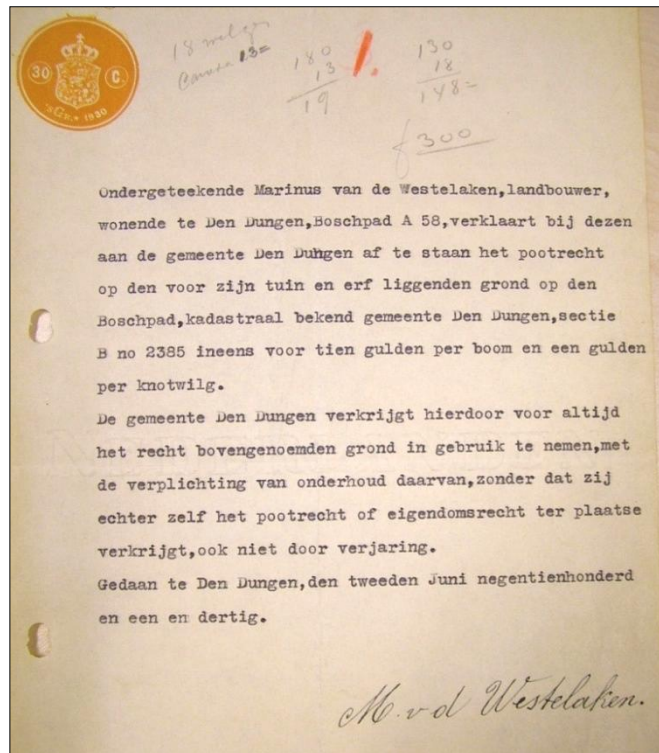 30 C.
'sGR. 1930
18 wilgen
13=
180
13
19
1.
130
18
148=
f 300
Ondergeteekende Marinus van de Westelaken,landbouwer,
wonende te Den Dungen,Boschpad A 58,verklaart bij dezen
aan de gemeente Den Dungen af te staan het pootrecht
op den voor zijn tuin en erf liggenden grond op den
Boschpad,kadastraal bekend gemeente Den Dungen,sectie
B no 2385 ineens voor tien gulden per boom en een gulden
per knotwilg.
De gemeente Den Dungen verkrijgt hierdoor voor altijd
het recht bovengenoemden grond in gebruik te nemen,met
de verplichting van onderhoud daarvan,zonder dat zij
echter zelf het pootrecht of eigendomsrecht ter plaatse
verkrijgt,ook niet door verjaring.
Gedaan te Den Dungen,den tweeden Juni negentienhonderd
en een en dertig.
M. v d Westelaken.